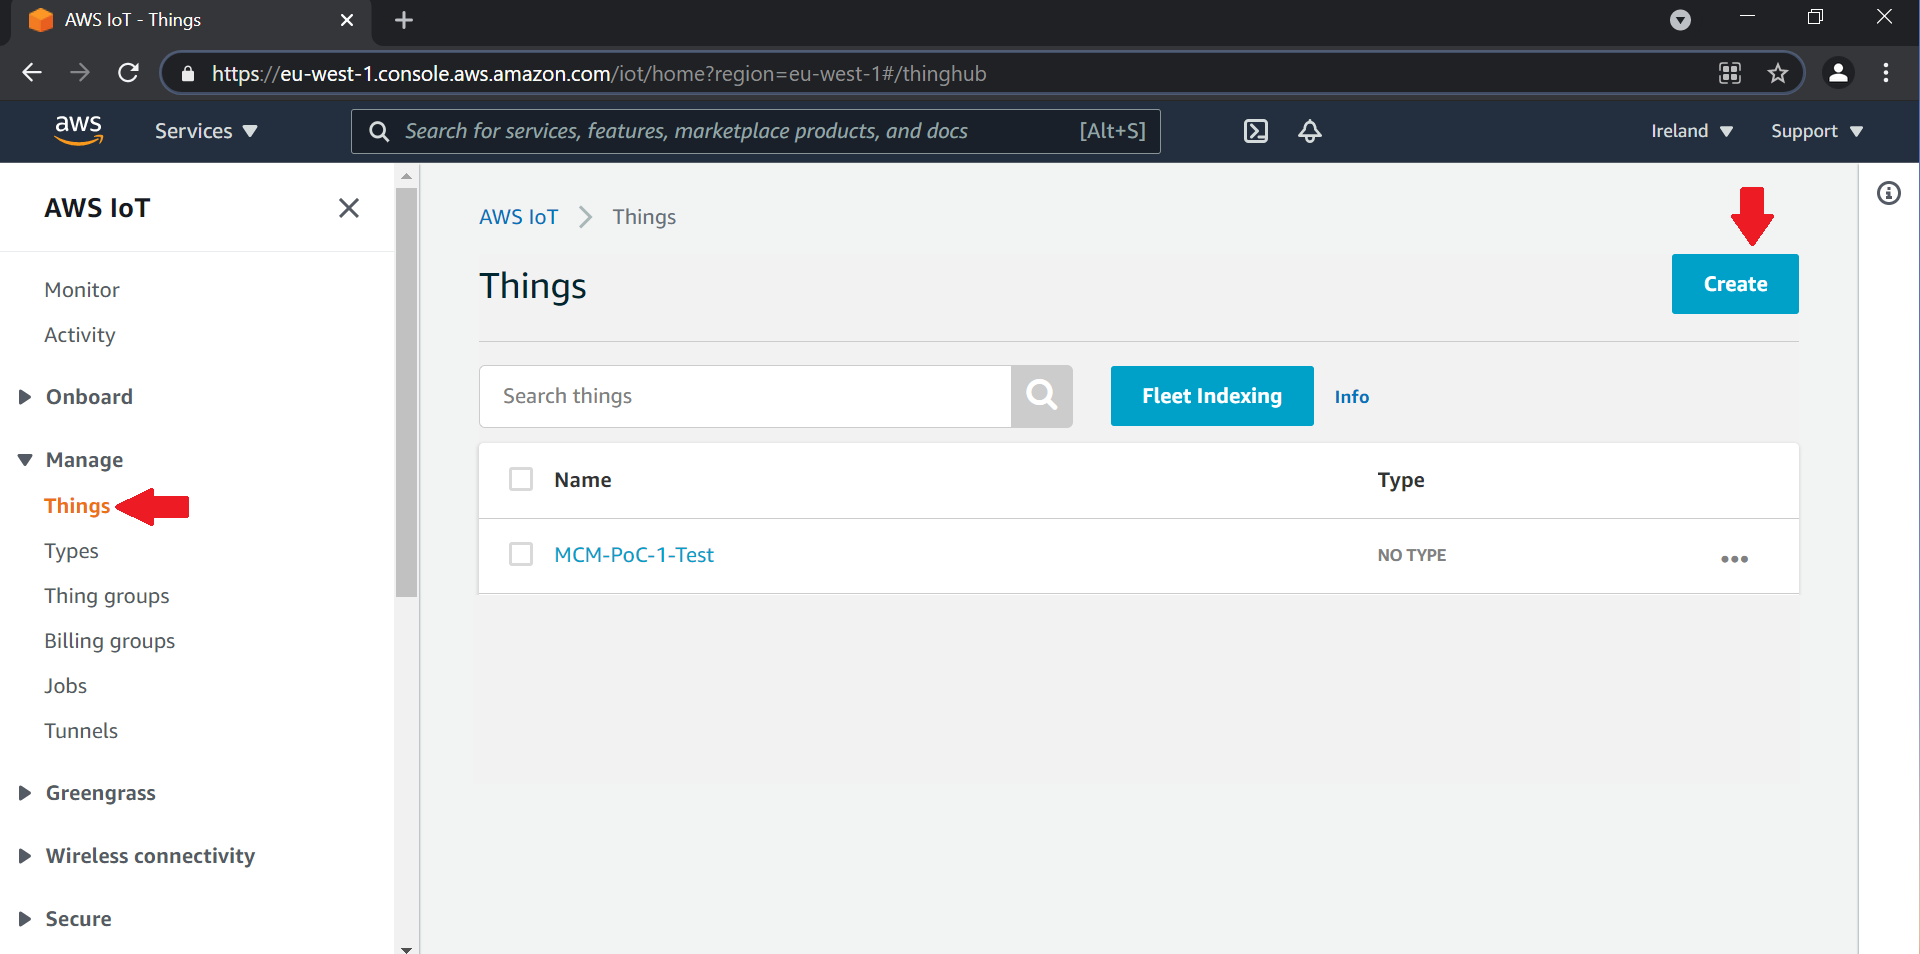 AWS IoT - Things
https://eu-west-1.console.aws.amazon.com/iot/home?region=eu-west-1#/thinghub
aws
Services
Search for services, features, marketplace products, and docs
[Alt+S]
Ireland
Support
AWS IoT
Monitor
Activity
Onboard
Manage
Things
Types
Thing groups
Billing groups
Jobs
Tunnels
Greengrass
Wireless connectivity
Secure
AWS IoT
Things
Things
Create
Search things
Fleet Indexing
Info
Name
Type
MCM-PoC-1-Test
NO TYPE